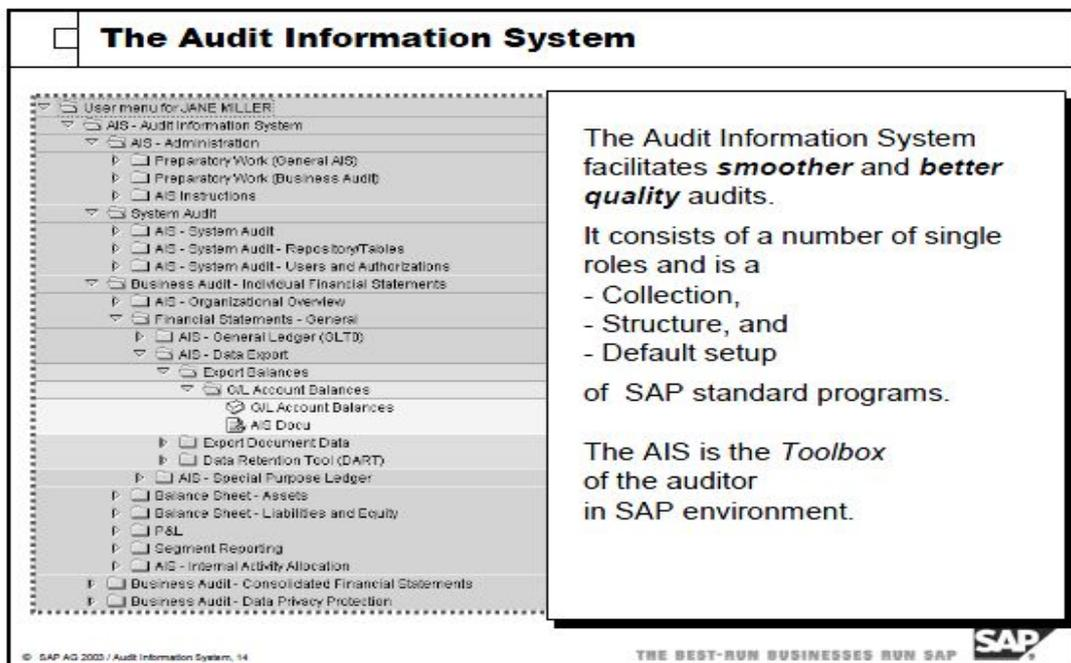 The Audit Information System
User menu for JANE MILLER
AIS - Audit Information System
AIS - Administration
Preparatory Work (General AIS)
Preparatory Work (Business Audit)
AIS Instructions
System Audit
AIS - System Audit
AIS - System Audit - Repository/Tables
AIS - System Audit - Users and Authorizations
Business Audit - Individual Financial Statements
AIS - Organizational Overview
Financial Statements - General
AIS - General Ledger (GLT0)
AIS - Data Export
Export Balances
G/L Account Balances
G/L Account Balances
AIS Docu
Export Document Data
Data Retention Tool (DART)
AIS - Special Purpose Ledger
Balance Sheet - Assets
Balance Sheet - Liabilities and Equity
P&L
Segment Reporting
AIS - Internal Activity Allocation
Business Audit - Consolidated Financial Statements
Business Audit - Data Privacy Protection
The Audit Information System
facilitates smoother and better
quality audits.
It consists of a number of single
roles and is a
- Collection,
- Structure, and
- Default setup
of SAP standard programs.
The AIS is the Toolbox
of the auditor
in SAP environment.
© SAP AG 2003 / Audit Information System, 14
THE BEST-RUN BUSINESSES RUN SAP
SAP